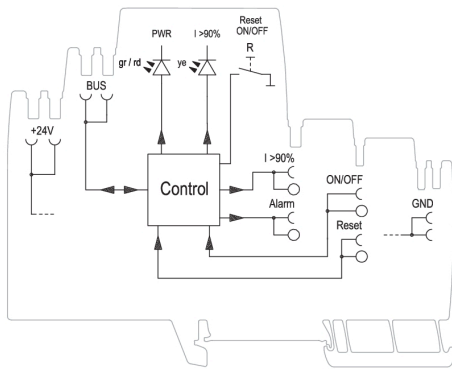 PWR
I >90%
Reset
ON/OFF
R
gr / rd
ye
BUS
+24V
Control
I >90%
Alarm
ON/OFF
Reset
GND